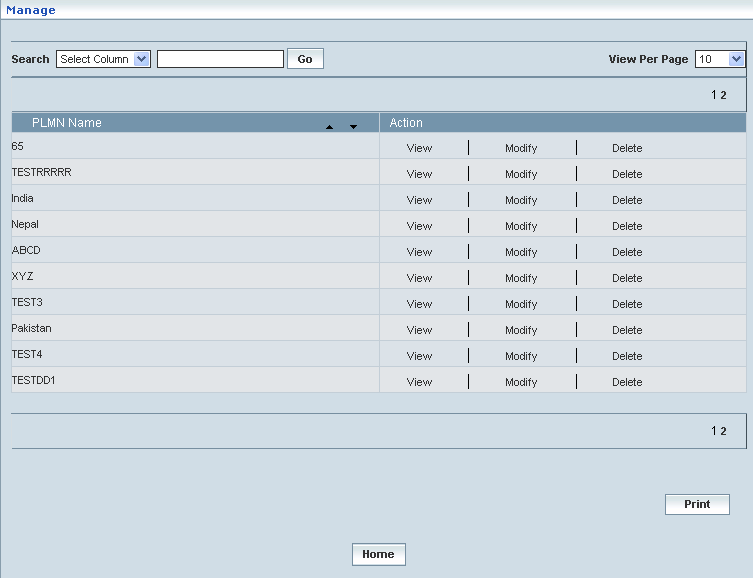 Manage
Search Select Column Go View Per Page 10
1 2
PLMN Name Action
65 View Modify Delete
TESTRRRRR View Modify Delete
India View Modify Delete
Nepal View Modify Delete
ABCD View Modify Delete
XYZ View Modify Delete
TEST3 View Modify Delete
Pakistan View Modify Delete
TEST4 View Modify Delete
TESTDD1 View Modify Delete
1 2
Print
Home